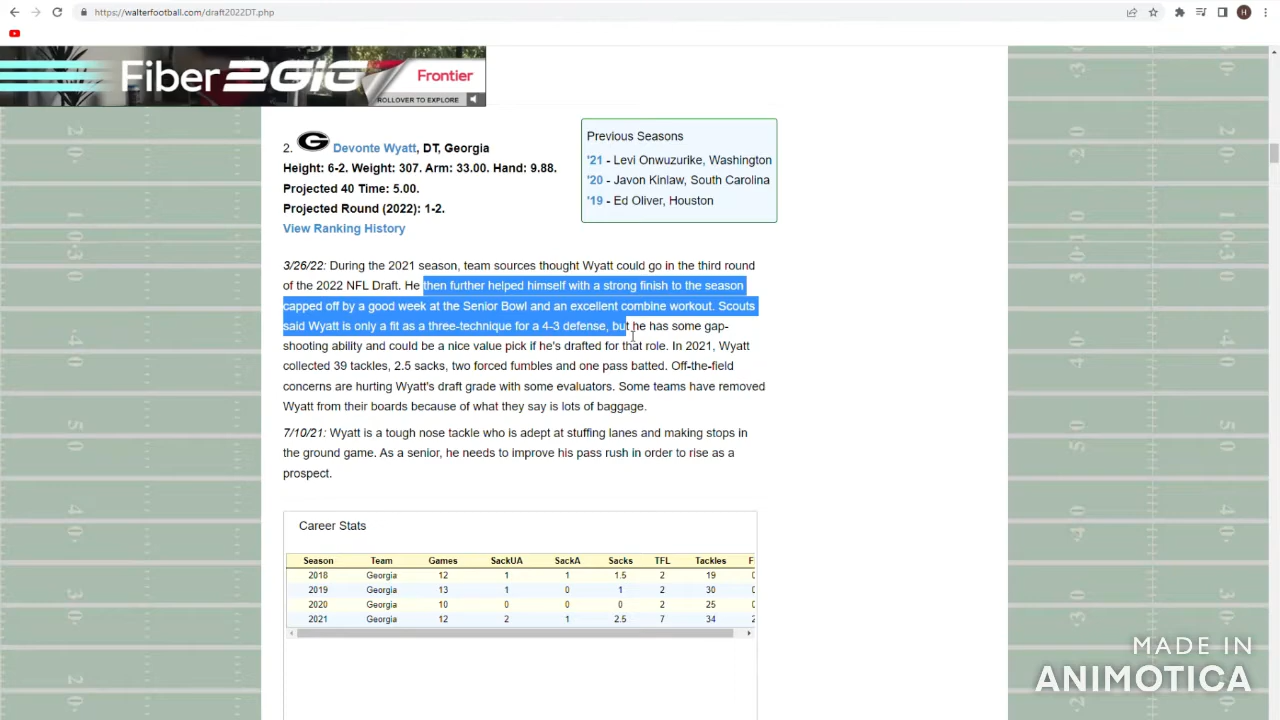 https://walterfootball.com/draft2022DT.php
H
Fiber 2GIG
Frontier
ROLLOVER TO EXPLORE
2. G Devonte Wyatt, DT, Georgia
Height: 6-2. Weight: 307. Arm: 33.00. Hand: 9.88.
Projected 40 Time: 5.00.
Projected Round (2022): 1-2.
View Ranking History
Previous Seasons
'21 - Levi Onwuzurike, Washington
'20 - Javon Kinlaw, South Carolina
'19 - Ed Oliver, Houston
3/26/22: During the 2021 season, team sources thought Wyatt could go in the third round
of the 2022 NFL Draft. He then further helped himself with a strong finish to the season
capped off by a good week at the Senior Bowl and an excellent combine workout. Scouts
said Wyatt is only a fit as a three-technique for a 4-3 defense, but he has some gap-
shooting ability and could be a nice value pick if he's drafted for that role. In 2021, Wyatt
collected 39 tackles, 2.5 sacks, two forced fumbles and one pass batted. Off-the-field
concerns are hurting Wyatt's draft grade with some evaluators. Some teams have removed
Wyatt from their boards because of what they say is lots of baggage.
7/10/21: Wyatt is a tough nose tackle who is adept at stuffing lanes and making stops in
the ground game. As a senior, he needs to improve his pass rush in order to rise as a
prospect.
Career Stats
Season Team Games SackUA SackA Sacks TFL Tackles F
2018 Georgia 12 1 1 1.5 2 19
2019 Georgia 13 1 0 1 2 30
2020 Georgia 10 0 0 0 2 25
2021 Georgia 12 2 1 2.5 7 34
MADE IN
ANIMOTICA